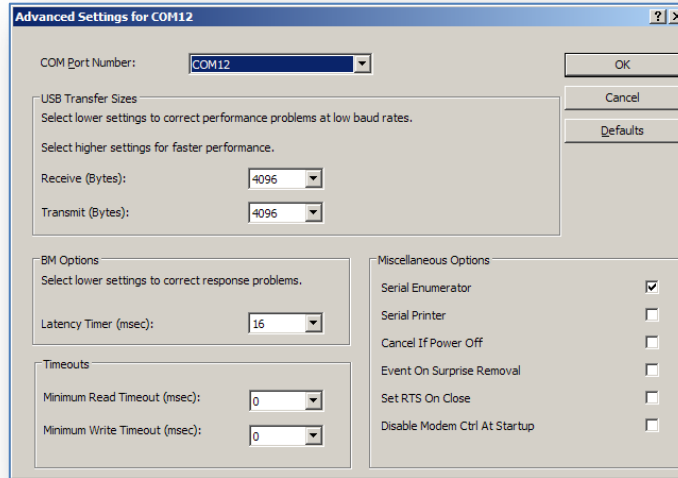 Advanced Settings for COM12
COM Port Number: COM12
OK
Cancel
Defaults
USB Transfer Sizes
Select lower settings to correct performance problems at low baud rates.
Select higher settings for faster performance.
Receive (Bytes): 4096
Transmit (Bytes): 4096
BM Options
Select lower settings to correct response problems.
Latency Timer (msec): 16
Timeouts
Minimum Read Timeout (msec): 0
Minimum Write Timeout (msec): 0
Miscellaneous Options
Serial Enumerator
Serial Printer
Cancel If Power Off
Event On Surprise Removal
Set RTS On Close
Disable Modem Ctrl At Startup